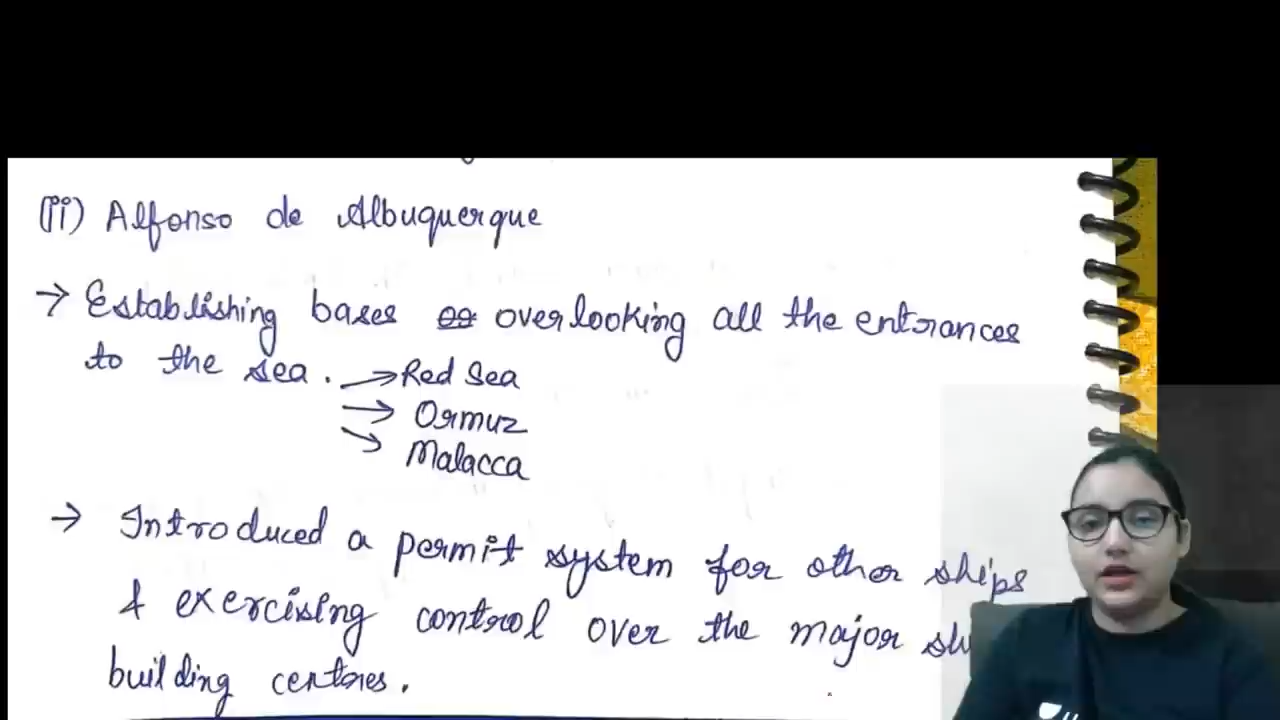 (ii) Alfonso de Albuquerque
→ Establishing bases overlooking all the entrances
to the sea. → Red Sea
→ Ormuz
→ Malacca
→ Introduced a permit system for other ships
& exercising control over the major
building centres.